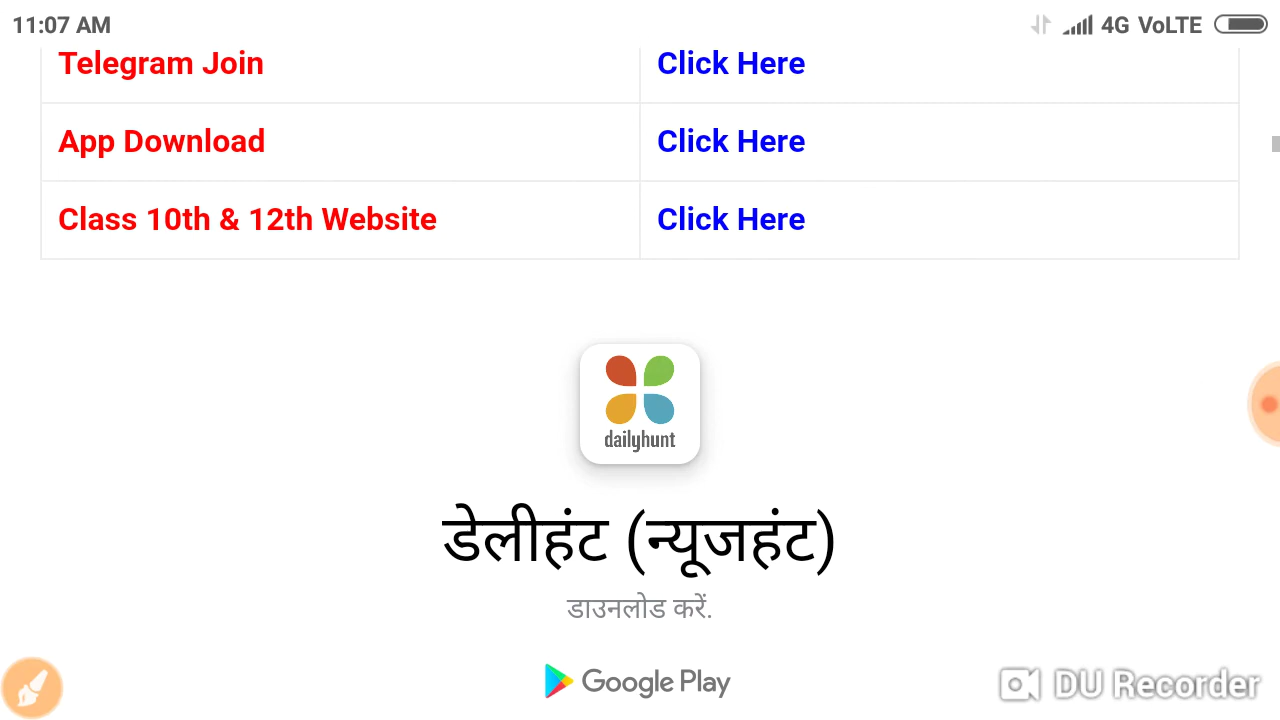 11:07 AM 4G VoLTE
Telegram Join Click Here
App Download Click Here
Class 10th & 12th Website Click Here
dailyhunt
डेलीहंट (न्यूजहंट)
डाउनलोड करें.
Google Play
DU Recorder